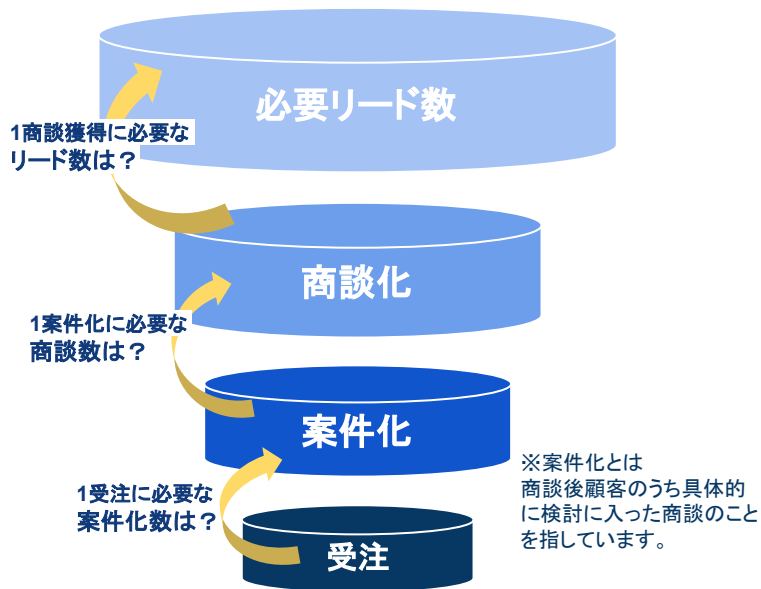 必要リード数
1商談獲得に必要な
リード数は？
商談化
1案件化に必要な
商談数は？
案件化
1受注に必要な
案件化数は？
受注
※案件化とは
商談後顧客のうち具体的
に検討に入った商談のこと
を指しています。